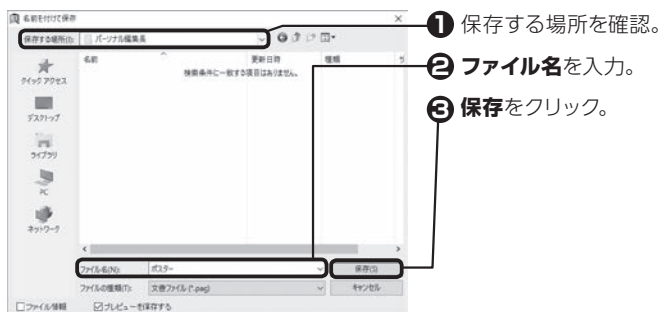 名前を付けて保存
保存する場所(I):
パーソナル編集長
❶ 保存する場所を確認。
名前
更新日時
種類
検索条件に一致する項目はありません。
❷ ファイル名を入力。
クイック アクセス
❸ 保存をクリック。
デスクトップ
ライブラリ
PC
ネットワーク
ファイル名(N):
ポスター
保存(S)
ファイルの種類(T):
文書ファイル (*.pag)
キャンセル
ファイル情報
プレビューを保存する